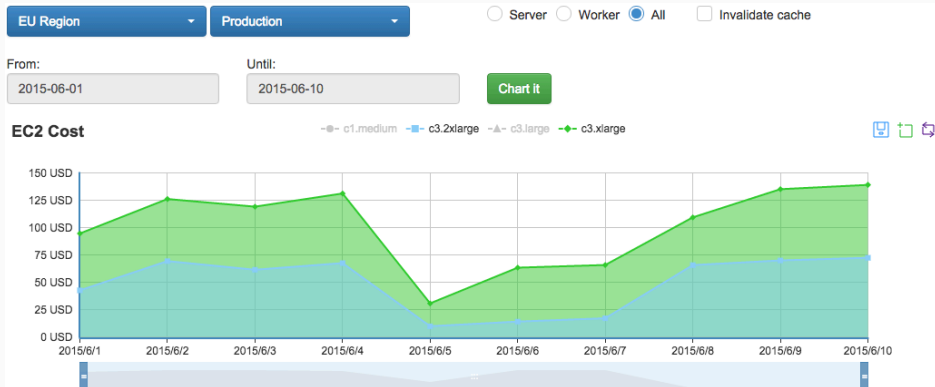 EU Region Production Server Worker All Invalidate cache
From: Until:
2015-06-01 2015-06-10 Chart it
EC2 Cost c1.medium c3.2xlarge c3.large c3.xlarge
150 USD
125 USD
100 USD
75 USD
50 USD
25 USD
0 USD
2015/6/1 2015/6/2 2015/6/3 2015/6/4 2015/6/5 2015/6/6 2015/6/7 2015/6/8 2015/6/9 2015/6/10